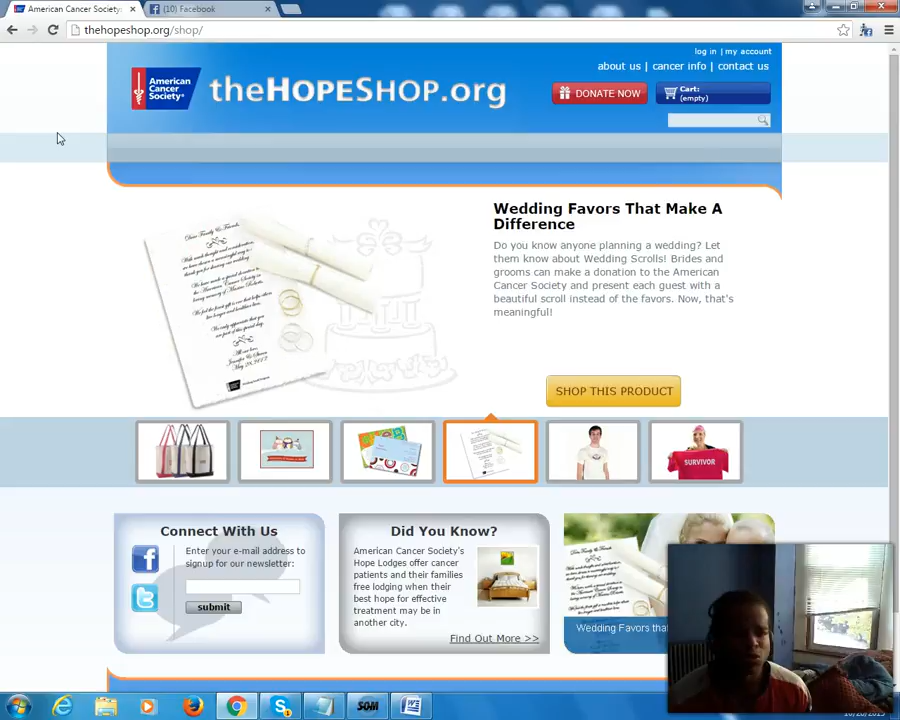 American Cancer Society:
(10) Facebook
thehopeshop.org/shop/
log in | my account
about us | cancer info | contact us
American
Cancer
Society®
theHOPESHOP.org
DONATE NOW
Cart:
(empty)
Wedding Favors That Make A
Difference
Do you know anyone planning a wedding? Let
them know about Wedding Scrolls! Brides and
grooms can make a donation to the American
Cancer Society and present each guest with a
beautiful scroll instead of the favors. Now, that's
meaningful!
Dear Family & Friends,
SHOP THIS PRODUCT
SURVIVOR
Connect With Us
Enter your e-mail address to
signup for our newsletter:
submit
Did You Know?
American Cancer Society's
Hope Lodges offer cancer
patients and their families
free lodging when their
best hope for effective
treatment may be in
another city.
Find Out More >>
Wedding Favors that
SOM